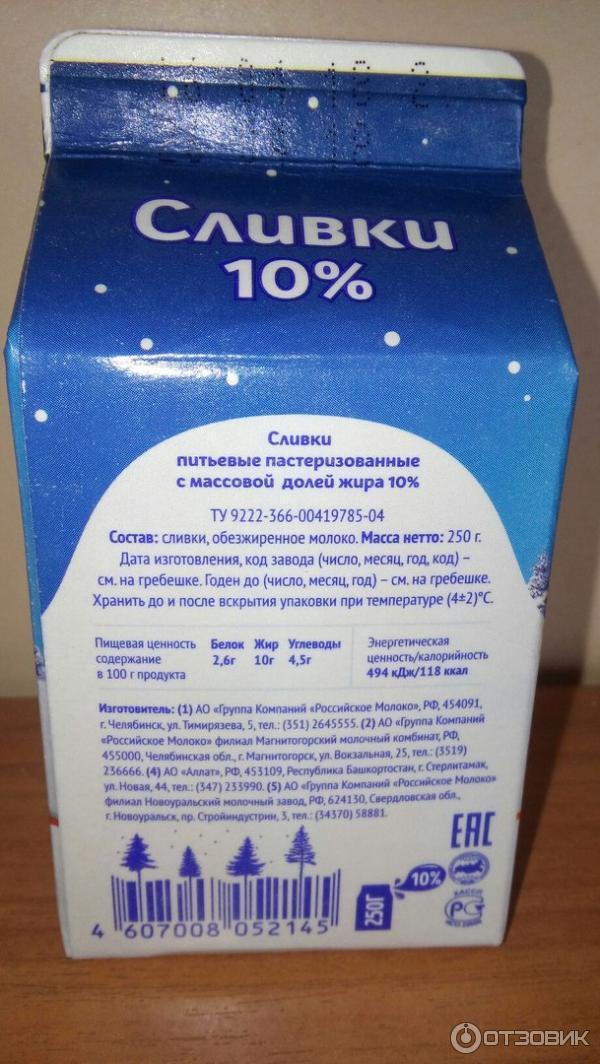 Сливки
10%
Сливки
питьевые пастеризованные
с массовой долей жира 10%
ТУ 9222-366-00419785-04
Состав: сливки, обезжиренное молоко. Масса нетто: 250 г.
Дата изготовления, код завода (число, месяц, год, код) –
см. на гребешке. Годен до (число, месяц, год) – см. на гребешке.
Хранить до и после вскрытия упаковки при температуре (4±2)°С.
Пищевая ценность Белок Жир Углеводы
содержание 2,6г 10г 4,5г
в 100 г продукта
Энергетическая
ценность/калорийность
494 кДж/118 ккал
Изготовитель: (1) АО «Группа Компаний «Российское Молоко», РФ, 454091,
г. Челябинск, ул. Тимирязева, 5, тел.: (351) 2645555. (2) АО «Группа Компаний
«Российское Молоко» филиал Магнитогорский молочный комбинат, РФ,
455000, Челябинская обл., г. Магнитогорск, ул. Вокзальная, 25, тел.: (3519)
236666. (4) АО «Аллат», РФ, 453109, Республика Башкортостан, г. Стерлитамак,
ул. Новая, 44, тел.: (347) 233990. (5) АО «Группа Компаний «Российское Молоко»
филиал Новоуральский молочный завод, РФ, 624130, Свердловская обл.,
г. Новоуральск, пр. Стройиндустрии, 3, тел.: (34370) 58881.
ЕАС
10%
250г
РС
4 607008 052145
ОТЗОВИК